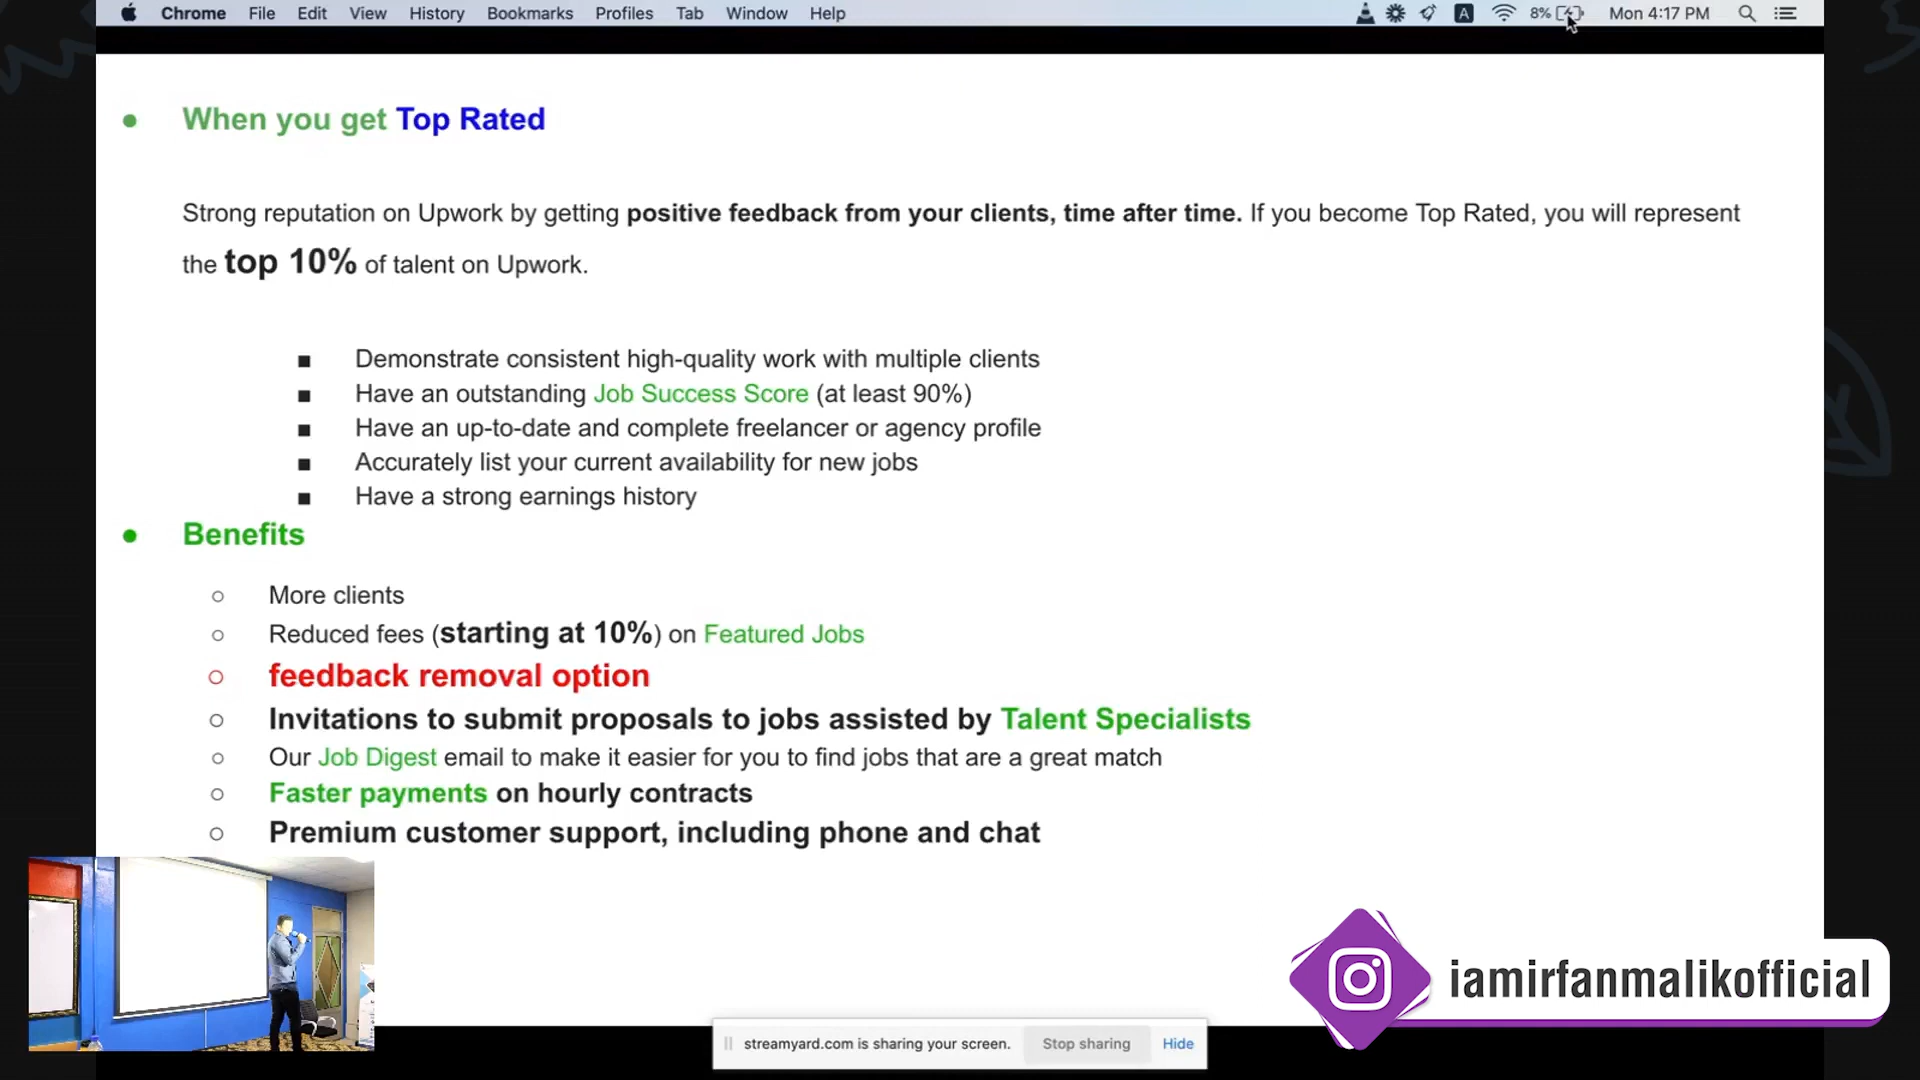 Chrome File Edit View History Bookmarks Profiles Tab Window Help A 8% Mon 4:17 PM
When you get Top Rated
Strong reputation on Upwork by getting positive feedback from your clients, time after time. If you become Top Rated, you will represent
the top 10% of talent on Upwork.
Demonstrate consistent high-quality work with multiple clients
Have an outstanding Job Success Score (at least 90%)
Have an up-to-date and complete freelancer or agency profile
Accurately list your current availability for new jobs
Have a strong earnings history
Benefits
More clients
Reduced fees (starting at 10%) on Featured Jobs
feedback removal option
Invitations to submit proposals to jobs assisted by Talent Specialists
Our Job Digest email to make it easier for you to find jobs that are a great match
Faster payments on hourly contracts
Premium customer support, including phone and chat
iamirfanmalikofficial
streamyard.com is sharing your screen. Stop sharing Hide